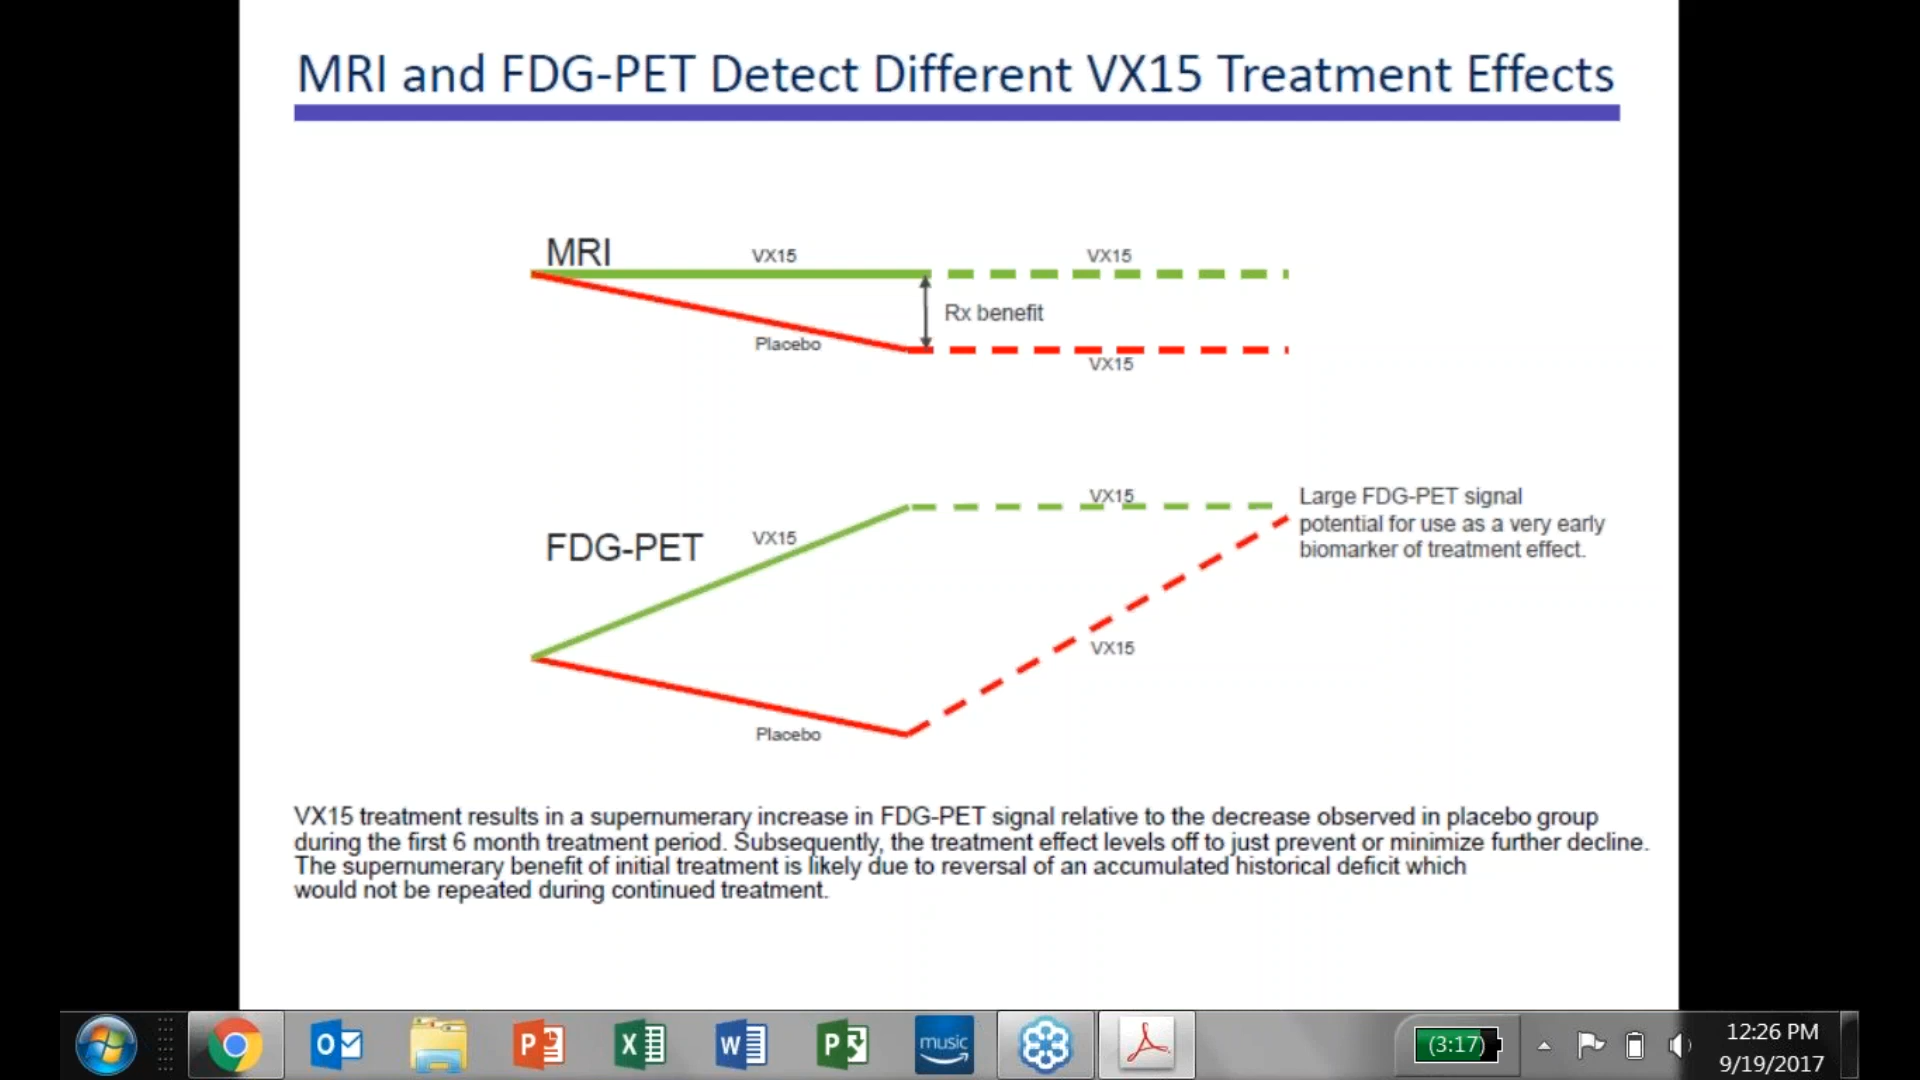 MRI and FDG-PET Detect Different VX15 Treatment Effects
MRI
VX15
VX15
Rx benefit
Placebo
VX15
FDG-PET
VX15
VX15
Large FDG-PET signal
potential for use as a very early
biomarker of treatment effect.
VX15
Placebo
VX15 treatment results in a supernumerary increase in FDG-PET signal relative to the decrease observed in placebo group
during the first 6 month treatment period. Subsequently, the treatment effect levels off to just prevent or minimize further decline.
The supernumerary benefit of initial treatment is likely due to reversal of an accumulated historical deficit which
would not be repeated during continued treatment.
music
(3:17)
12:26 PM
9/19/2017